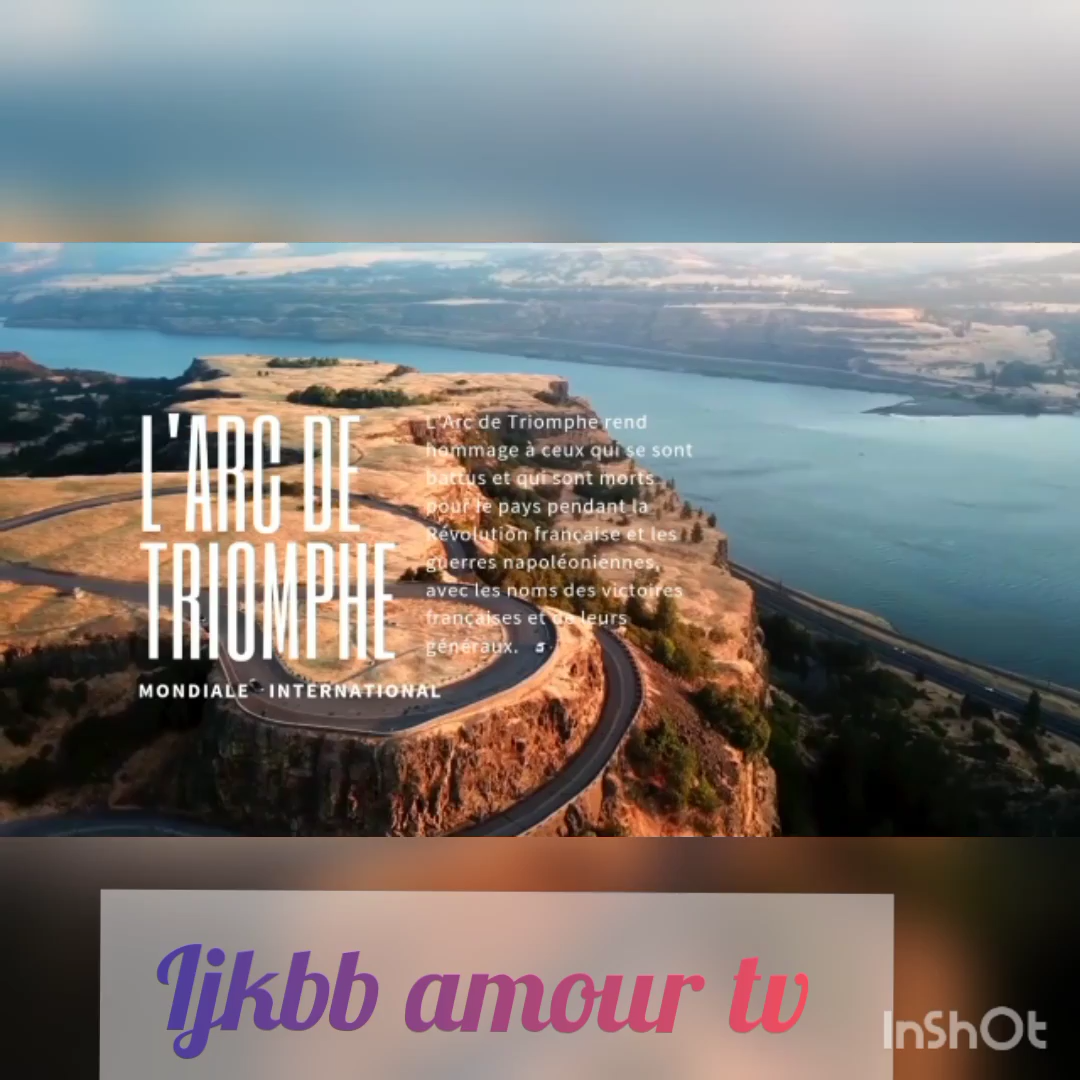 L'ARC DE
TRIOMPHE
MONDIALE - INTERNATIONAL
L'Arc de Triomphe rend
hommage à ceux qui se sont
battus et qui sont morts
pour le pays pendant la
Révolution française et les
guerres napoléoniennes,
avec les noms des victoires
françaises et de leurs
généraux.
Ijkbb amour tv
InShOt